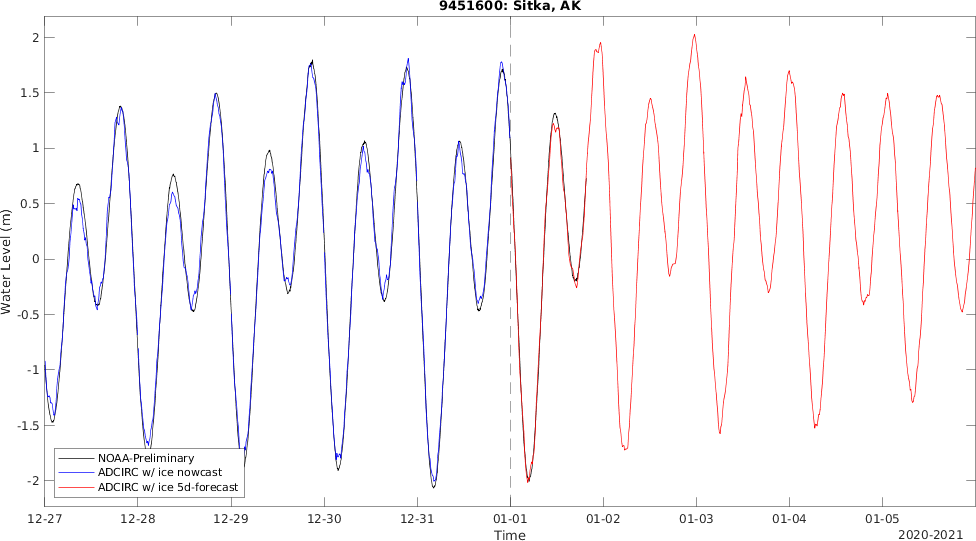 9451600: Sitka, AK
Water Level (m)
2
1.5
1
0.5
0
-0.5
-1
-1.5
-2
NOAA-Preliminary
ADCIRC w/ ice nowcast
ADCIRC w/ ice 5d-forecast
12-27 12-28 12-29 12-30 12-31 01-01 01-02 01-03 01-04 01-05
Time
2020-2021